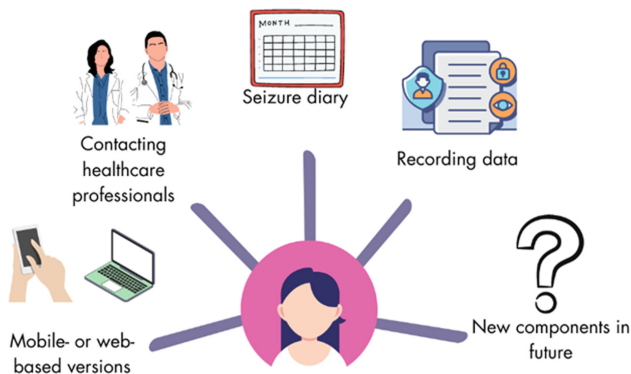 MONTH
Seizure diary
Contacting
healthcare
professionals
Recording data
Mobile- or web-
based versions
New components in
future